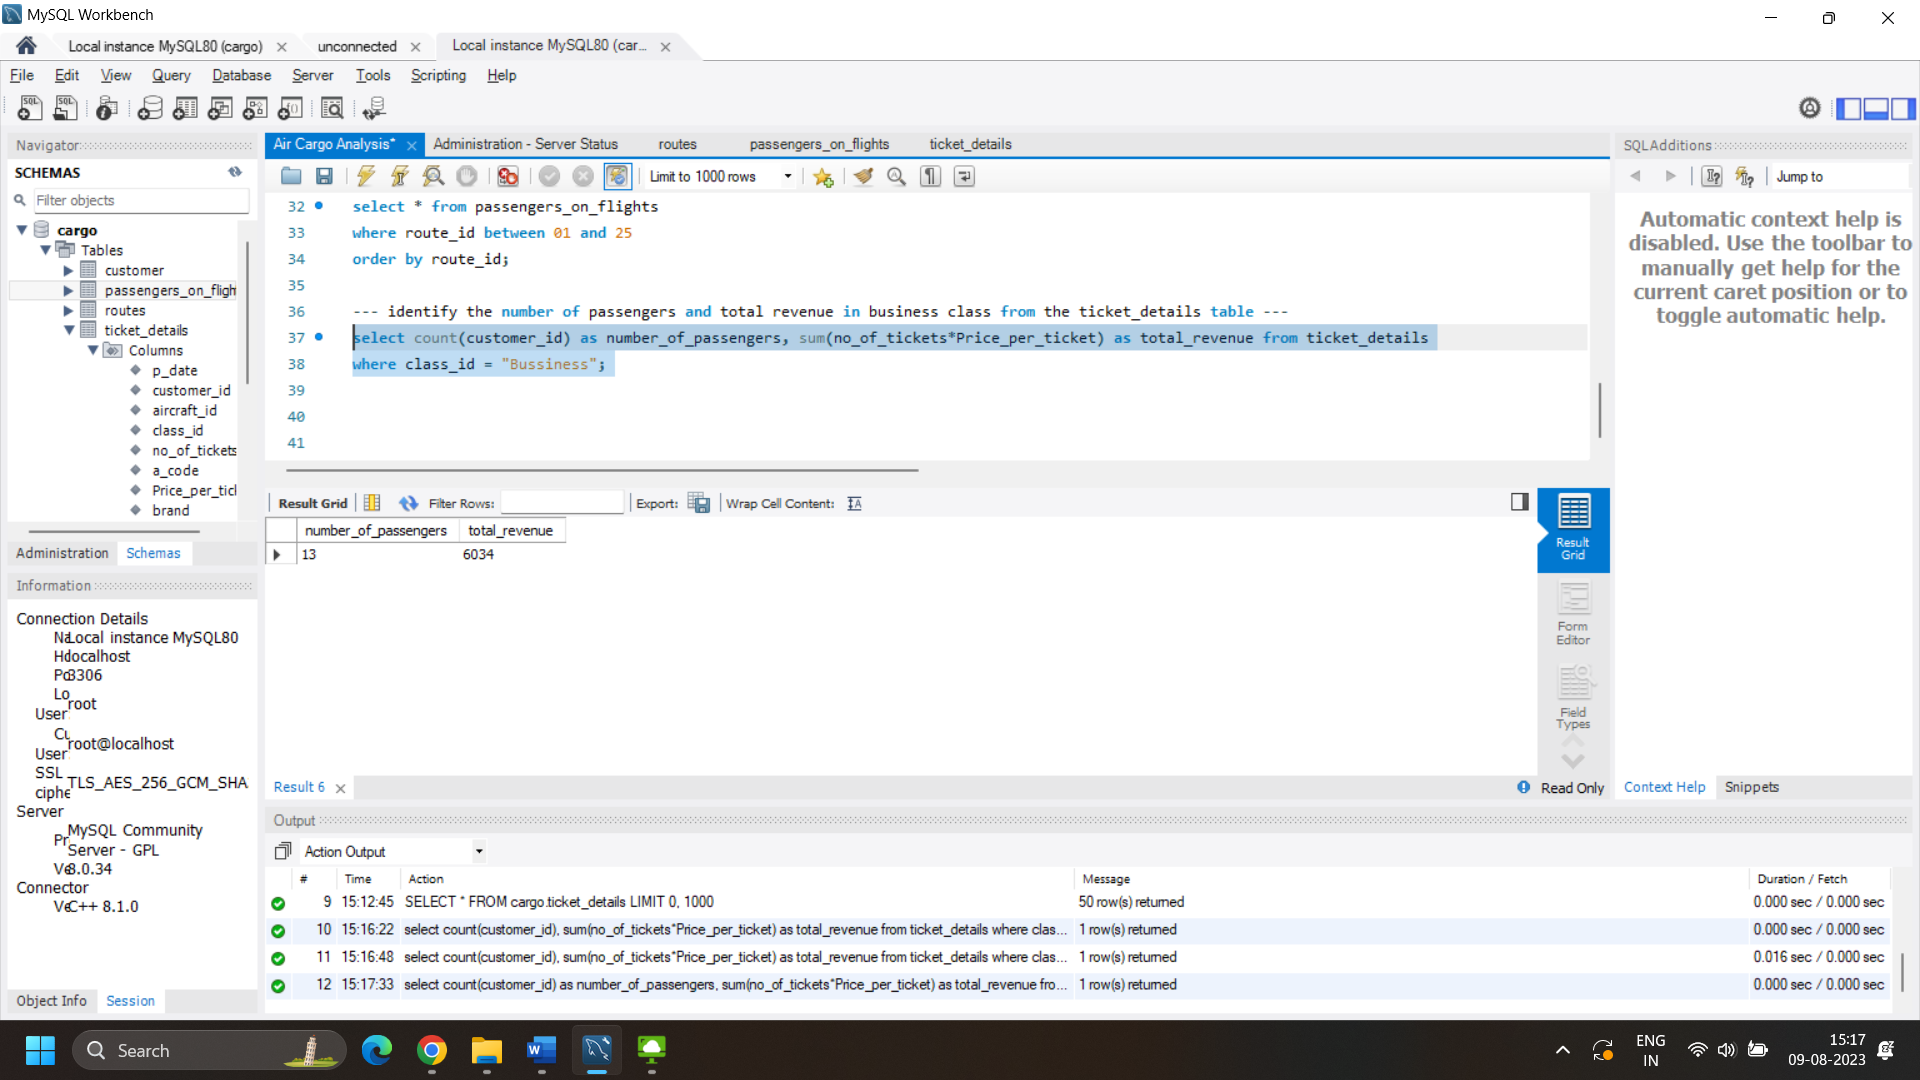 MySQL Workbench
Local instance MySQL80 (cargo)
unconnected
Local instance MySQL80 (car...
File Edit View Query Database Server Tools Scripting Help
Navigator
SCHEMAS
Filter objects
cargo
Tables
customer
passengers_on_fligh
routes
ticket_details
Columns
p_date
customer_id
aircraft_id
class_id
no_of_tickets
a_code
Price_per_tick
brand
Administration Schemas
Information
Connection Details
Local instance MySQL80
localhost
3306
root
User
root@localhost
User
SSL
TLS_AES_256_GCM_SHA
Server
MySQL Community
Server - GPL
8.0.34
Connector
C++ 8.1.0
Object Info Session
Air Cargo Analysis*
Administration - Server Status
routes
passengers_on_flights
ticket_details
Limit to 1000 rows
32 select * from passengers_on_flights
33 where route_id between 01 and 25
34 order by route_id;
35
36 --- identify the number of passengers and total revenue in business class from the ticket_details table ---
37 select count(customer_id) as number_of_passengers, sum(no_of_tickets*Price_per_ticket) as total_revenue from ticket_details
38 where class_id = "Bussiness";
39
40
41
Result Grid Filter Rows: Export: Wrap Cell Content:
number_of_passengers total_revenue
13 6034
Result
Grid
Form
Editor
Field
Types
Result 6
Read Only
SQLAdditions
Jump to
Automatic context help is
disabled. Use the toolbar to
manually get help for the
current caret position or to
toggle automatic help.
Context Help Snippets
Output
Action Output
# Time Action Message Duration / Fetch
9 15:12:45 SELECT * FROM cargo.ticket_details LIMIT 0, 1000 50 row(s) returned 0.000 sec / 0.000 sec
10 15:16:22 select count(customer_id), sum(no_of_tickets*Price_per_ticket) as total_revenue from ticket_details where clas... 1 row(s) returned 0.000 sec / 0.000 sec
11 15:16:48 select count(customer_id), sum(no_of_tickets*Price_per_ticket) as total_revenue from ticket_details where clas... 1 row(s) returned 0.016 sec / 0.000 sec
12 15:17:33 select count(customer_id) as number_of_passengers, sum(no_of_tickets*Price_per_ticket) as total_revenue fro... 1 row(s) returned 0.000 sec / 0.000 sec
Search
ENG
IN
15:17
09-08-2023